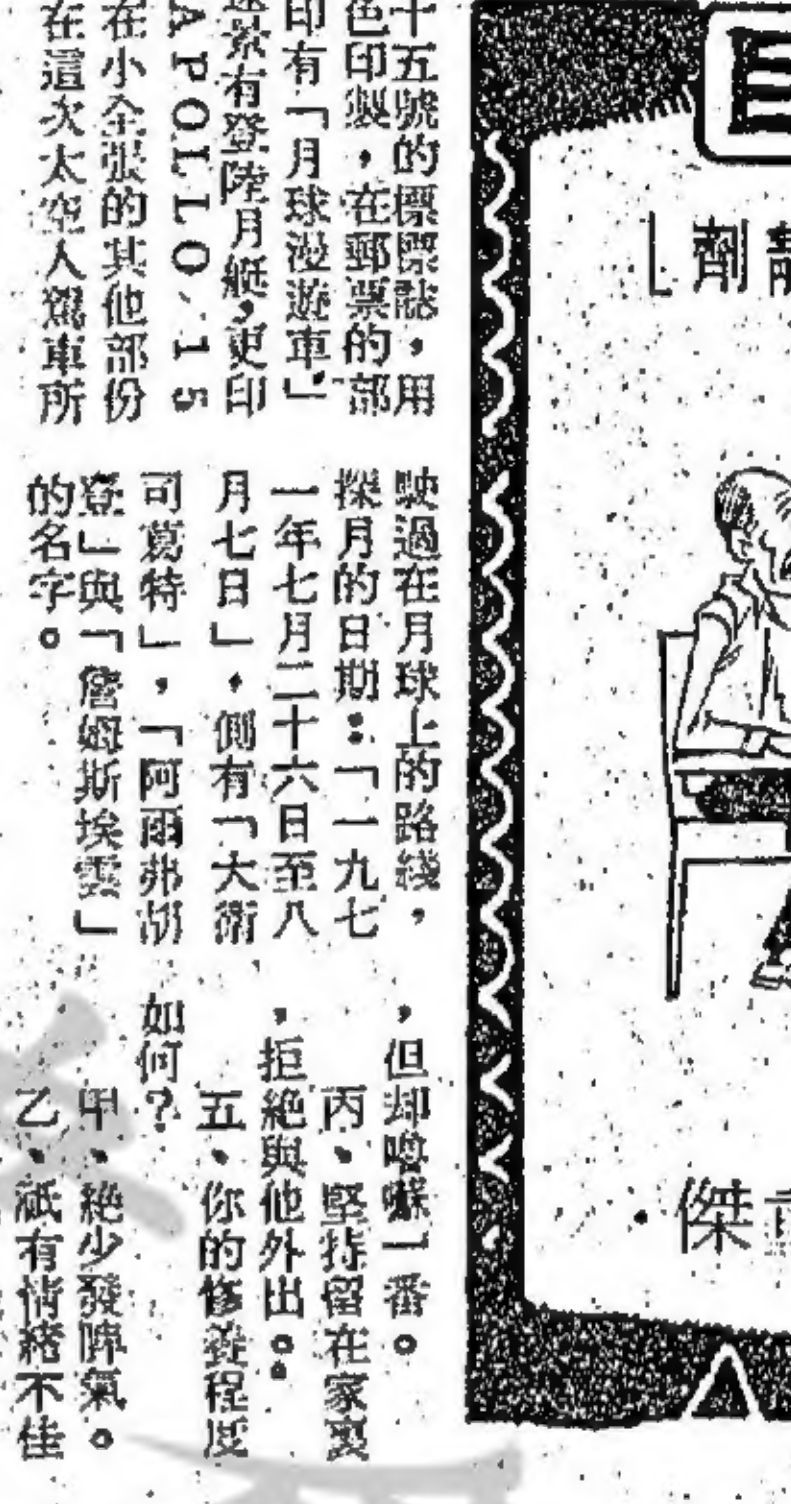 劑
傑
十五號的標誌，用
色印製，在郵票的部
印有「月球漫遊車」
遠景有登陸月艇，更印
APOLLO／15
在小全張的其他部份
在這次太空人駕車所
駛過在月球上的路綫，
探月的日期：「一九七
一年七月二十六日至八
月七日」，側有「大衛
司葛特」，「阿爾弗胡
登」與「詹姆斯埃雲」
的名字。
，但却嚕囌一番。
丙、堅持留在家裏
，拒絕與他外出。
五、你的修養程度
如何？
甲、絶少發脾氣。
乙、祇有情緒不佳